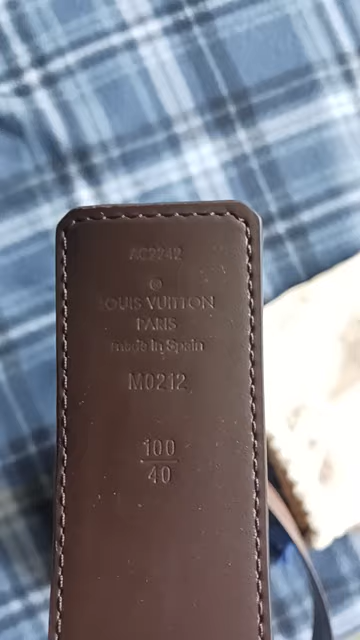 AC2242
LOUIS VUITTON
PARIS
made in Spain
M0212
100
40